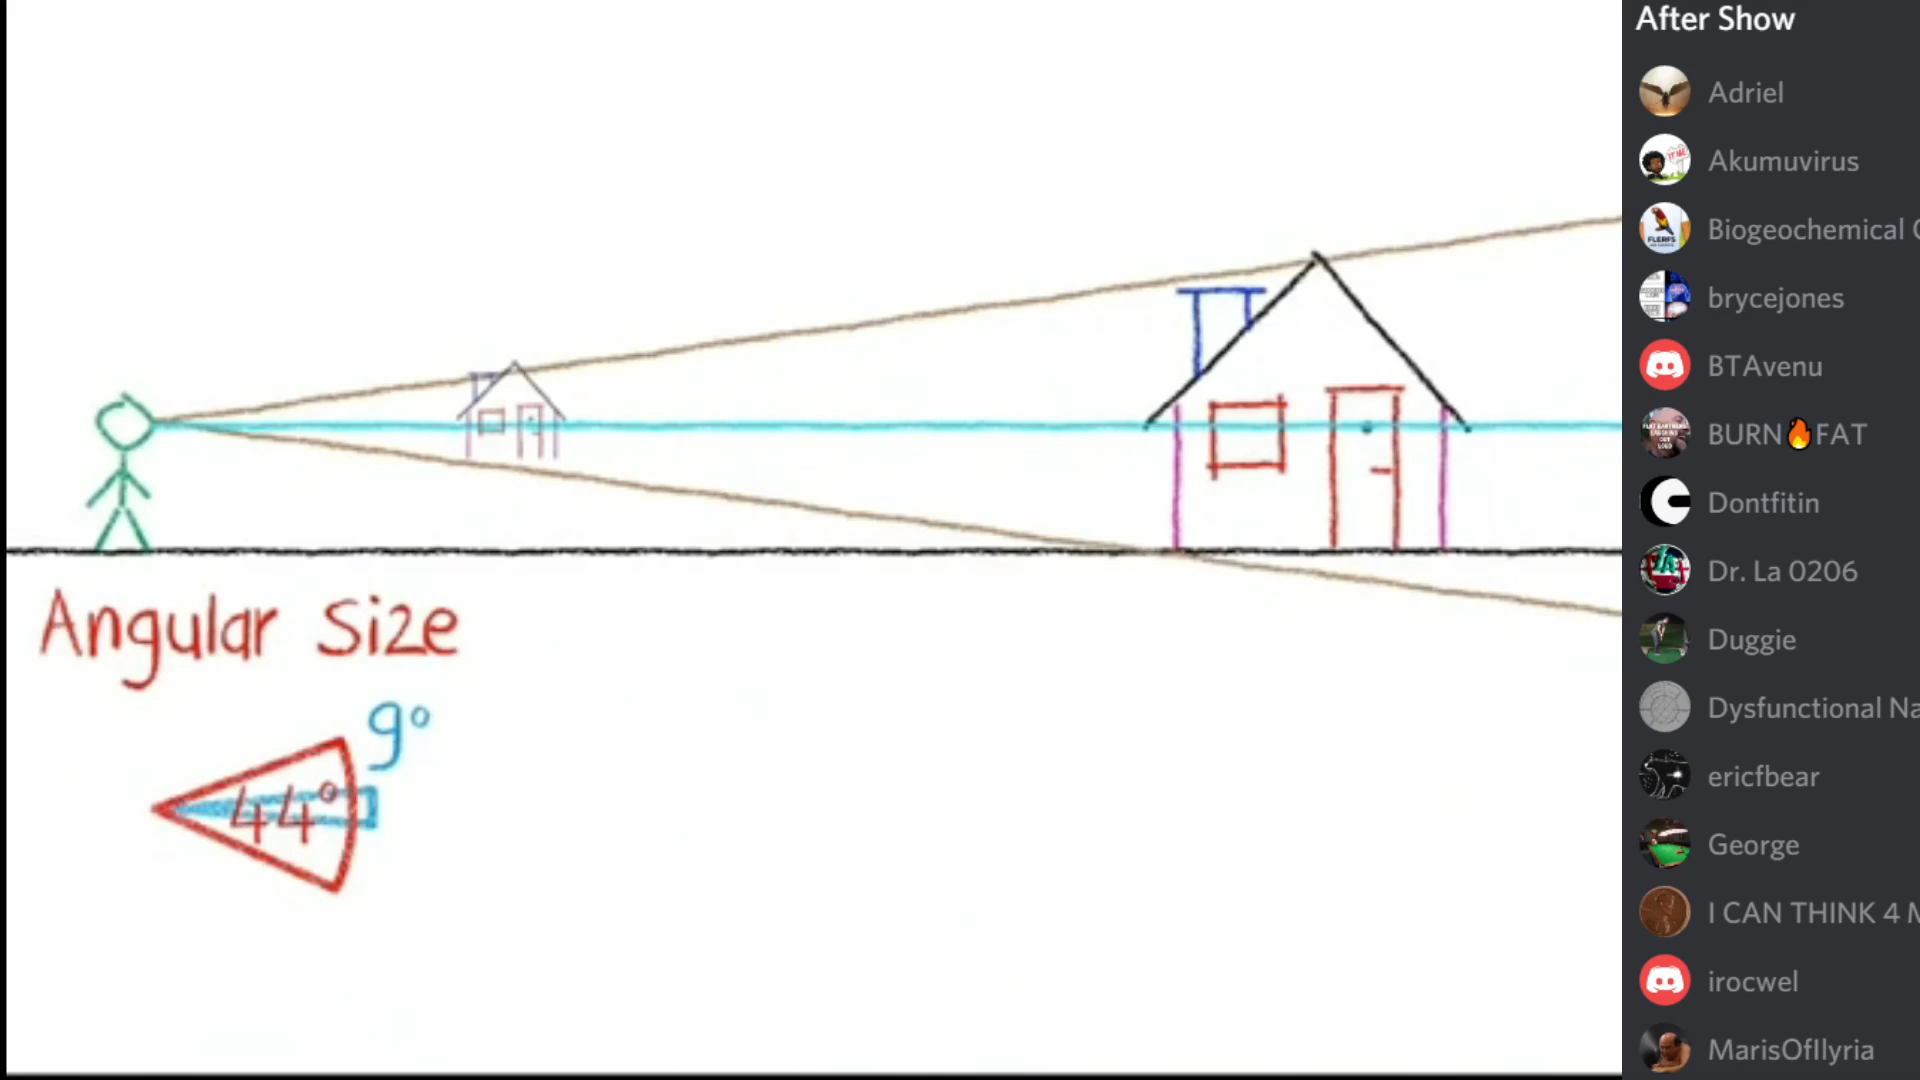 After Show
Adriel
Akumuvirus
Biogeochemical
brycejones
BTAvenu
BURN🔥FAT
Dontfitin
Dr. La 0206
Duggie
Dysfunctional Na
ericfbear
George
I CAN THINK 4 M
irocwel
MarisOfIllyria
Angular Size
9°
44°